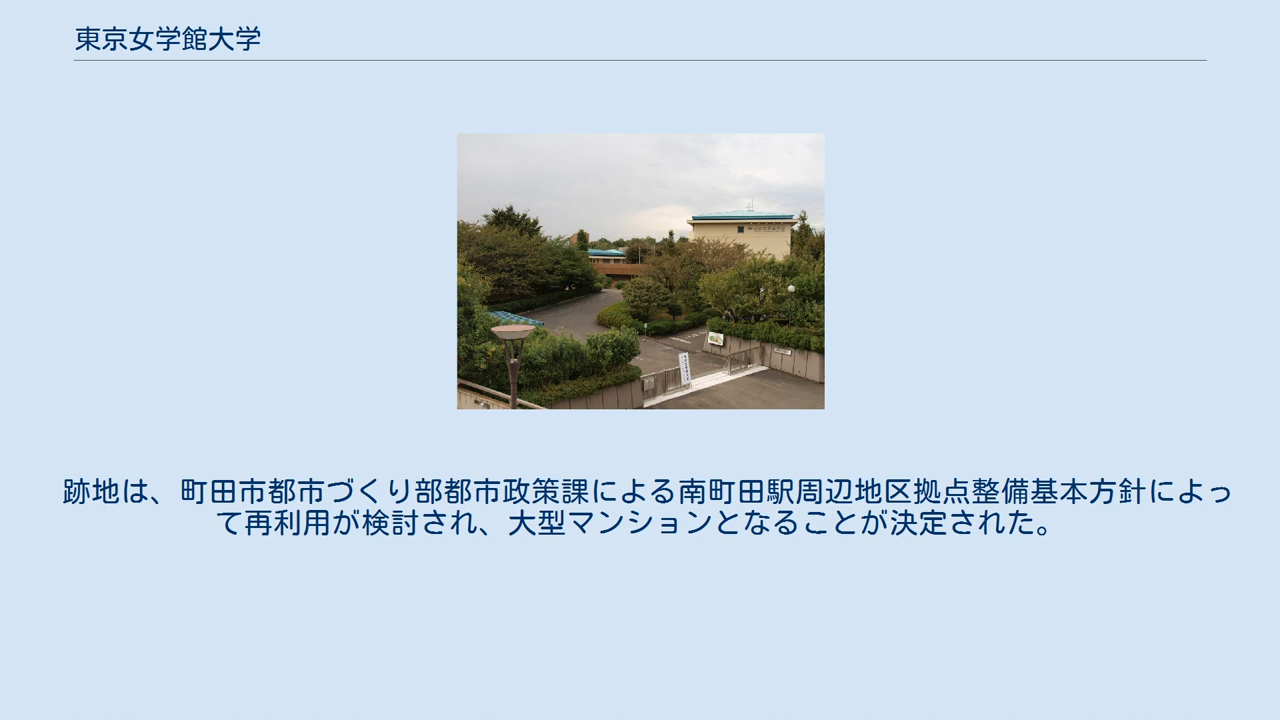 東京女学館大学
跡地は、町田市都市づくり部都市政策課による南町田駅周辺地区拠点整備基本方針によっ
て再利用が検討され、大型マンションとなることが決定された。